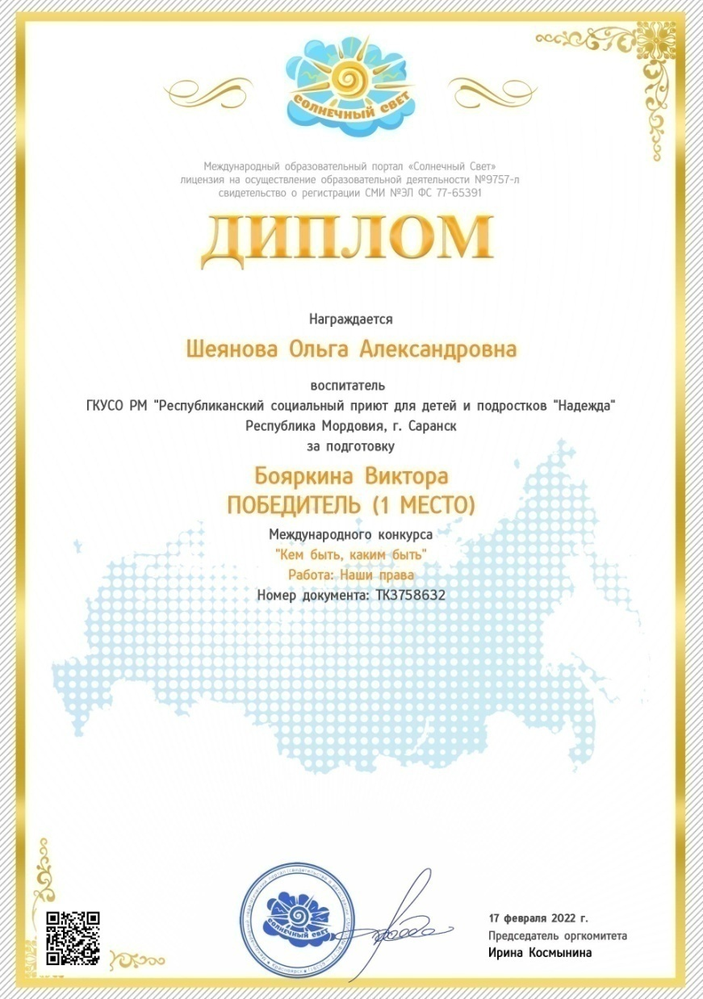 СОЛНЕЧНЫЙ СВЕТ
Международный образовательный портал «Солнечный Свет»
лицензия на осуществление образовательной деятельности №9757-л
свидетельство о регистрации СМИ №ЭЛ ФС 77-65391
ДИПЛОМ
Награждается
Шеянова Ольга Александровна
воспитатель
ГКУСО РМ "Республиканский социальный приют для детей и подростков "Надежда"
Республика Мордовия, г. Саранск
за подготовку
Бояркина Виктора
ПОБЕДИТЕЛЬ (1 МЕСТО)
Международного конкурса
"Кем быть, каким быть"
Работа: Наши права
Номер документа: ТК3758632
СОЛНЕЧНЫЙ СВЕТ
17 февраля 2022 г.
Председатель оргкомитета
Ирина Космынина